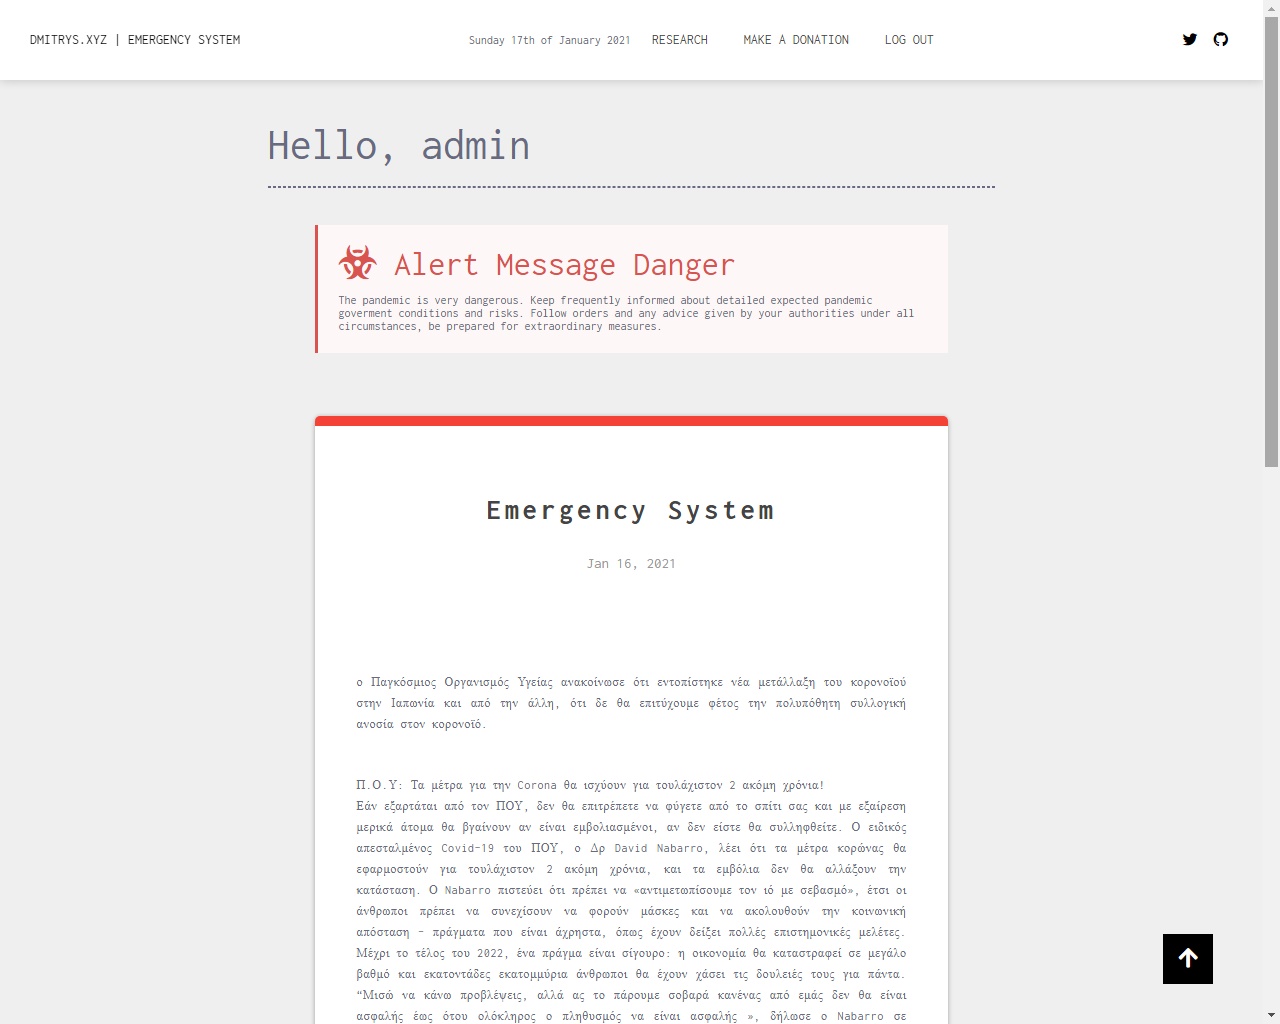 DMITRYS.XYZ | EMERGENCY SYSTEM
Sunday 17th of January 2021
RESEARCH
MAKE A DONATION
LOG OUT
Hello, admin
Alert Message Danger
The pandemic is very dangerous. Keep frequently informed about detailed expected pandemic
goverment conditions and risks. Follow orders and any advice given by your authorities under all
circumstances, be prepared for extraordinary measures.
Emergency System
Jan 16, 2021
ο Παγκόσμιος Οργανισμός Υγείας ανακοίνωσε ότι εντοπίστηκε νέα μετάλλαξη του κορονοϊού
στην Ιαπωνία και από την άλλη, ότι δε θα επιτύχουμε φέτος την πολυπόθητη συλλογική
ανοσία στον κορονοϊό.
Π.Ο.Υ: Τα μέτρα για την Corona θα ισχύουν για τουλάχιστον 2 ακόμη χρόνια!
Εάν εξαρτάται από τον ΠΟΥ, δεν θα επιτρέπετε να φύγετε από το σπίτι σας και με εξαίρεση
μερικά άτομα θα βγαίνουν αν είναι εμβολιασμένοι, αν δεν είστε θα συλληφθείτε. Ο ειδικός
απεσταλμένος Covid-19 του ΠΟΥ, ο Δρ David Nabarro, λέει ότι τα μέτρα κορώνας θα
εφαρμοστούν για τουλάχιστον 2 ακόμη χρόνια, και τα εμβόλια δεν θα αλλάξουν την
κατάσταση. Ο Nabarro πιστεύει ότι πρέπει να «αντιμετωπίσουμε τον ιό με σεβασμό», έτσι οι
άνθρωποι πρέπει να συνεχίσουν να φορούν μάσκες και να ακολουθούν την κοινωνική
απόσταση - πράγματα που είναι άχρηστα, όπως έχουν δείξει πολλές επιστημονικές μελέτες.
Μέχρι το τέλος του 2022, ένα πράγμα είναι σίγουρο: η οικονομία θα καταστραφεί σε μεγάλο
βαθμό και εκατοντάδες εκατομμύρια άνθρωποι θα έχουν χάσει τις δουλειές τους για πάντα.
“Μισώ να κάνω προβλέψεις, αλλά ας το πάρουμε σοβαρά κανένας από εμάς δεν θα είναι
ασφαλής έως ότου ολόκληρος ο πληθυσμός να είναι ασφαλής », δήλωσε ο Nabarro σε